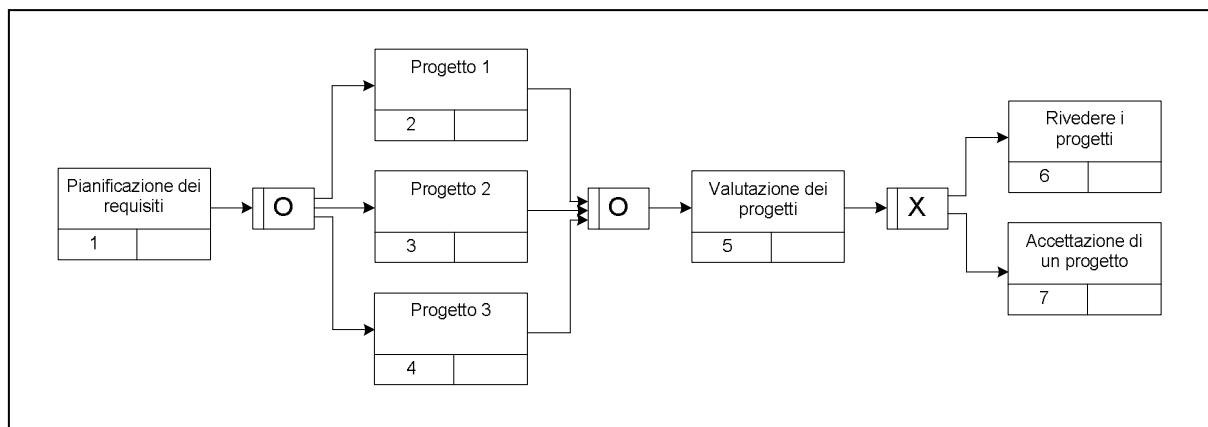 Pianificazione dei
requisiti
1
O
Progetto 1
2
Progetto 2
3
Progetto 3
4
O
Valutazione dei
progetti
5
X
Rivedere i
progetti
6
Accettazione di
un progetto
7